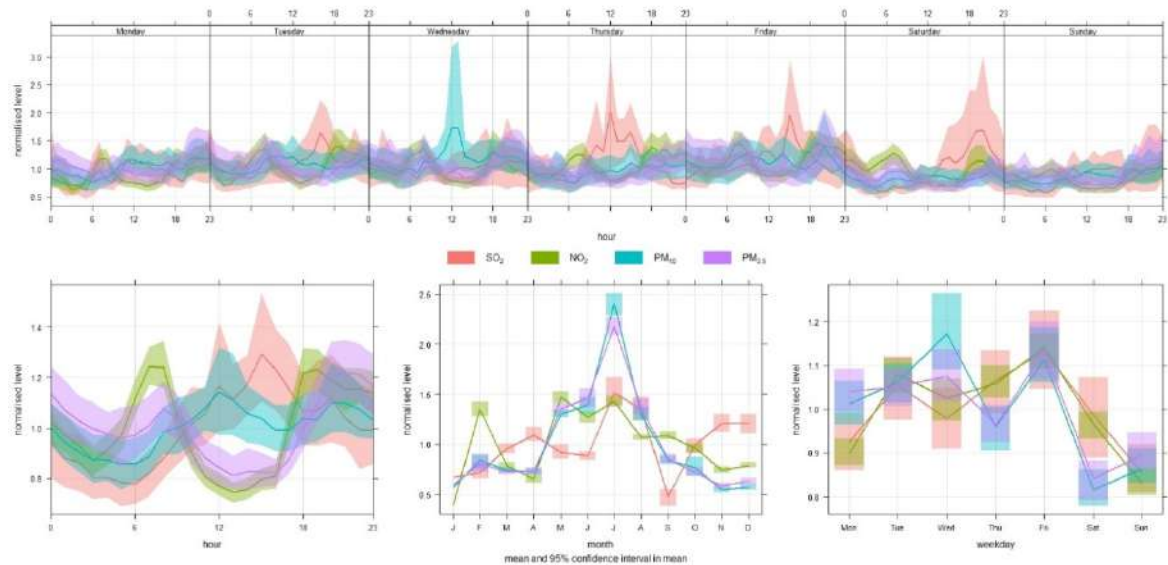 0 6 12 18 23 0 6 12 18 23 0 6 12 18 23
Monday Tuesday Wednesday Thursday Friday Saturday Sunday
3.0
2.5
2.0
1.5
1.0
0.5
normalised level
0 6 12 18 23 0 6 12 18 23 0 6 12 18 23 0 6 12 18 23
hour
SO₂ NO₂ PM₁₀ PM₂.₅
1.4
1.2
1.0
0.8
normalised level
0 6 12 18 23
hour
2.5
2.0
1.5
1.0
0.5
normalised level
J F M A M J J A S O N D
month
mean and 95% confidence interval in mean
1.2
1.1
1.0
0.9
0.8
normalised level
Mon Tue Wed Thu Fri Sat Sun
weekday